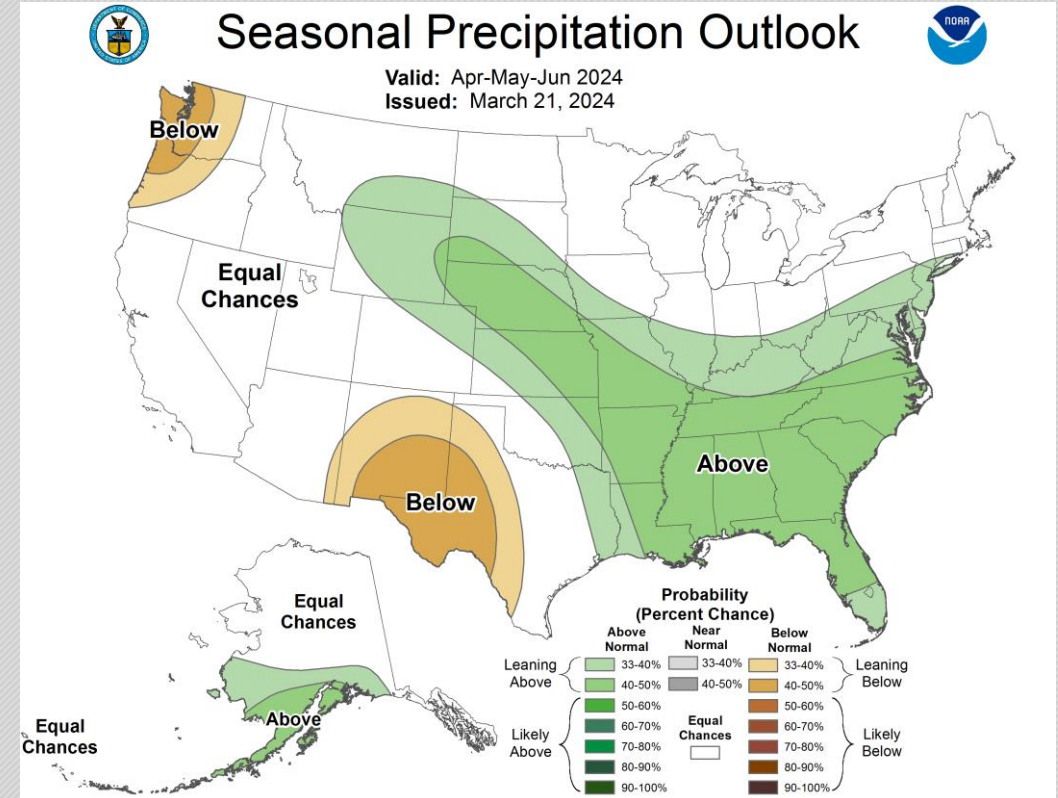 Seasonal Precipitation Outlook
NOAA
Valid: Apr-May-Jun 2024
Issued: March 21, 2024
Below
Equal
Chances
Above
Below
Equal
Chances
Above
Equal
Chances
Probability
(Percent Chance)
Above
Normal
Near
Normal
Below
Normal
Leaning
Above
33-40%
33-40%
33-40%
Leaning
Below
40-50%
40-50%
40-50%
Likely
Above
50-60%
60-70%
70-80%
80-90%
90-100%
Equal
Chances
50-60%
60-70%
70-80%
80-90%
90-100%
Likely
Below